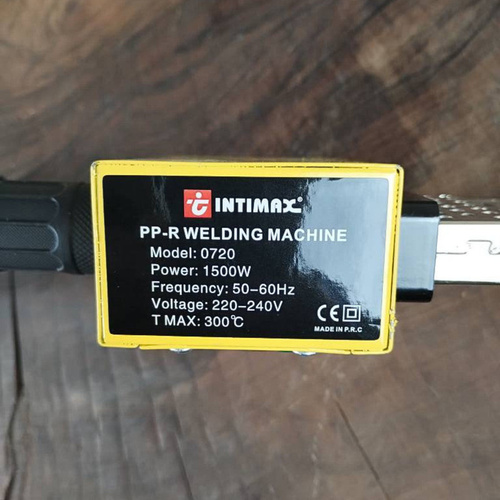 INTIMAX®
PP-R WELDING MACHINE
Model: 0720
Power: 1500W
Frequency: 50-60Hz
Voltage: 220-240V
T MAX: 300℃
CE
MADE IN P.R.C